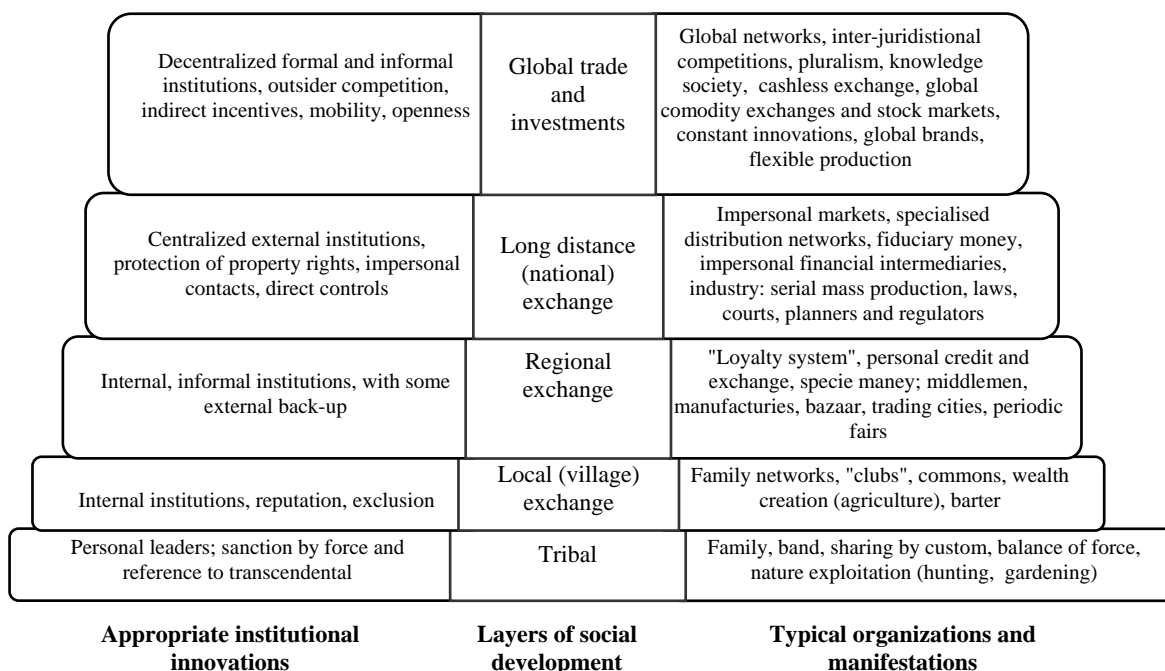 Decentralized formal and informal
institutions, outsider competition,
indirect incentives, mobility, openness
Global trade
and
investments
Global networks, inter-juridistional
competitions, pluralism, knowledge
society, cashless exchange, global
comodity exchanges and stock markets,
constant innovations, global brands,
flexible production
Centralized external institutions,
protection of property rights, impersonal
contacts, direct controls
Long distance
(national)
exchange
Impersonal markets, specialised
distribution networks, fiduciary money,
impersonal financial intermediaries,
industry: serial mass production, laws,
courts, planners and regulators
Internal, informal institutions, with some
external back-up
Regional
exchange
"Loyalty system", personal credit and
exchange, specie maney; middlemen,
manufacturies, bazaar, trading cities, periodic
fairs
Internal institutions, reputation, exclusion
Local (village)
exchange
Family networks, "clubs", commons, wealth
creation (agriculture), barter
Personal leaders; sanction by force and
reference to transcendental
Tribal
Family, band, sharing by custom, balance of force,
nature exploitation (hunting, gardening)
Appropriate institutional
innovations
Layers of social
development
Typical organizations and
manifestations